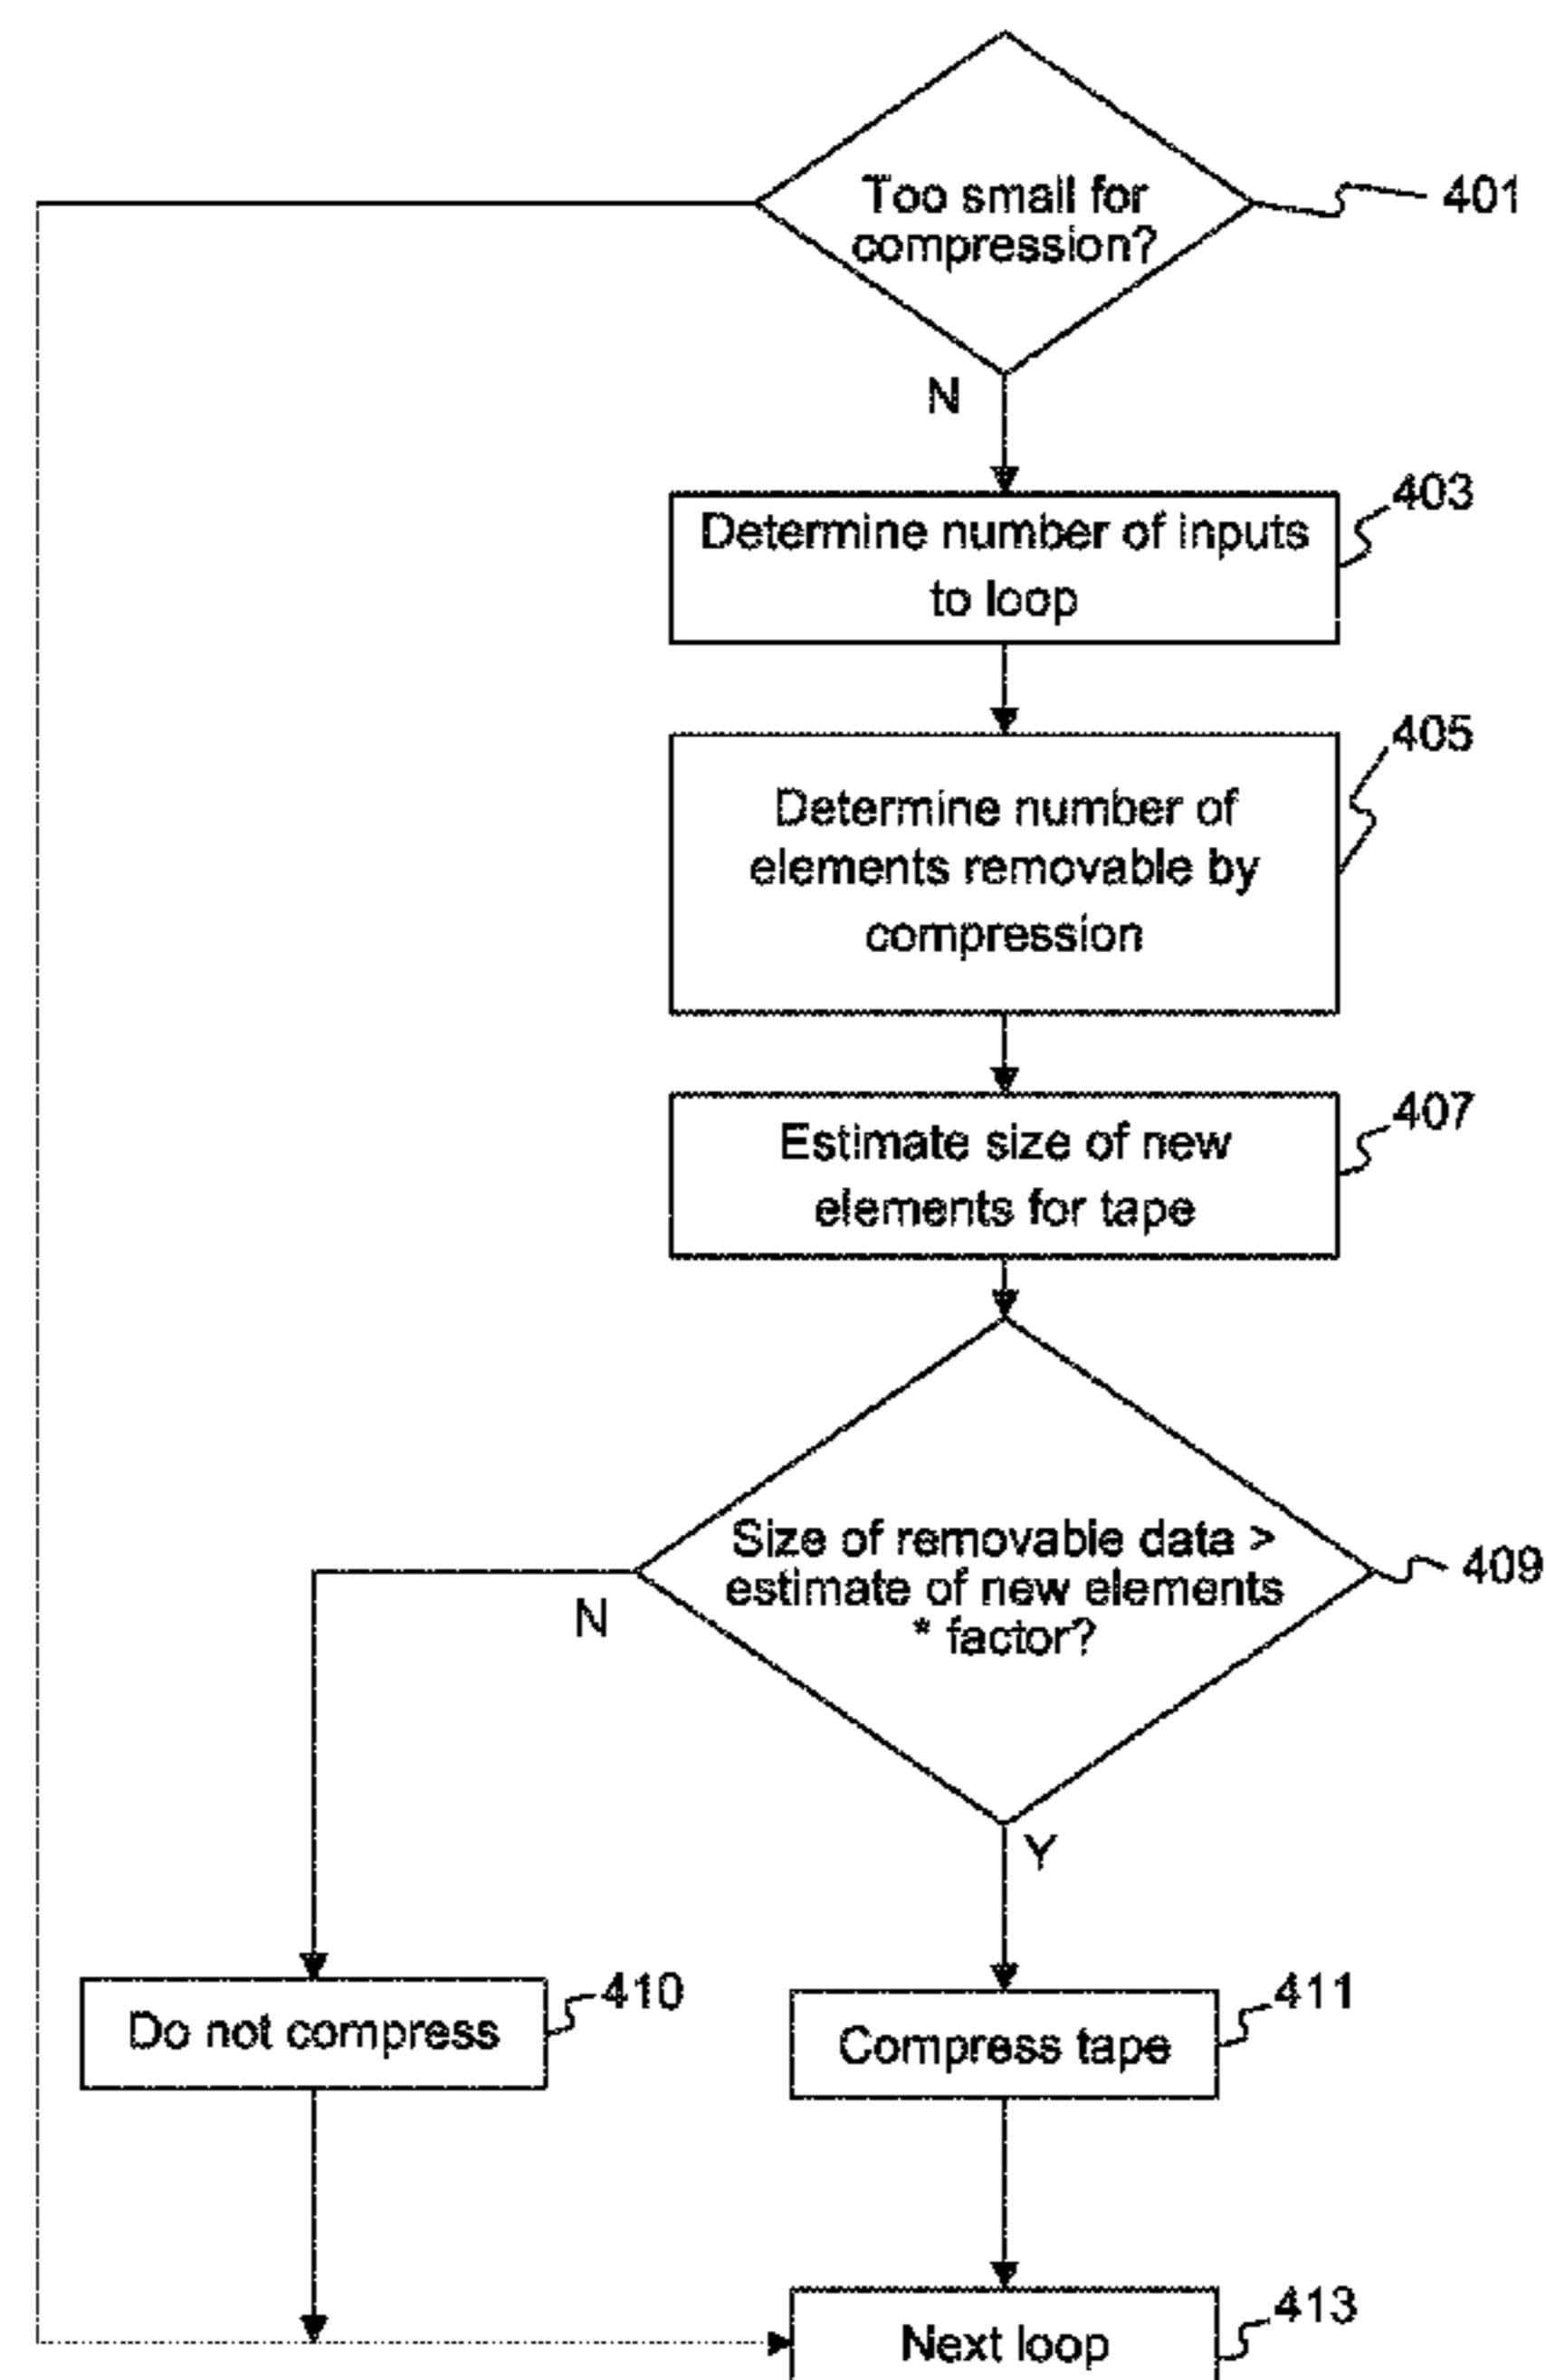 Too small for
compression?
401
N
403
Determine number of inputs
to loop
405
Determine number of
elements removable by
compression
407
Estimate size of new
elements for tape
Size of removable data >
estimate of new elements
* factor?
409
N
Y
410
Do not compress
411
Compress tape
413
Next loop